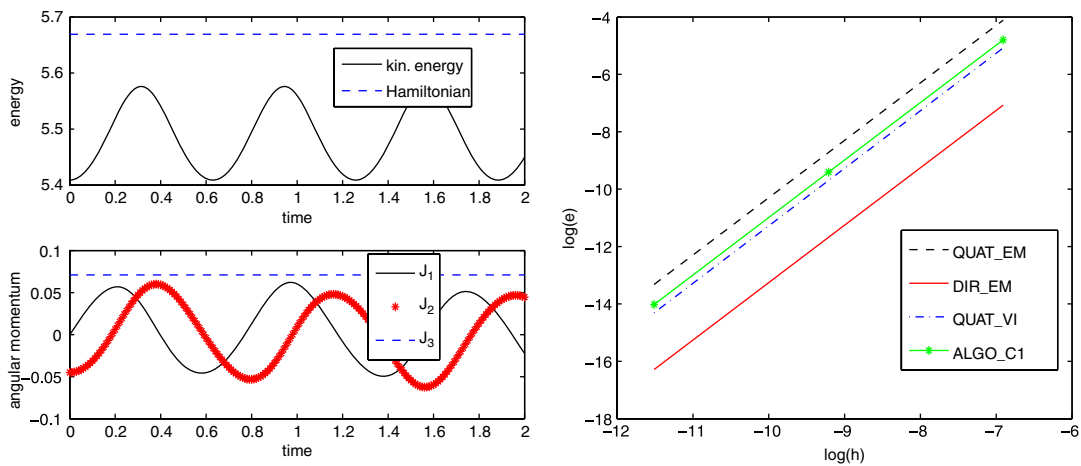 5.7
5.6
5.5
5.4
energy
0 0.2 0.4 0.6 0.8 1 1.2 1.4 1.6 1.8 2
time
kin. energy
Hamiltonian
0.1
0.05
0
−0.05
−0.1
angular momentum
0 0.2 0.4 0.6 0.8 1 1.2 1.4 1.6 1.8 2
time
J1
J2
J3
−4
−6
−8
−10
−12
−14
−16
−18
log(e)
−12 −11 −10 −9 −8 −7 −6
log(h)
QUAT_EM
DIR_EM
QUAT_VI
ALGO_C1